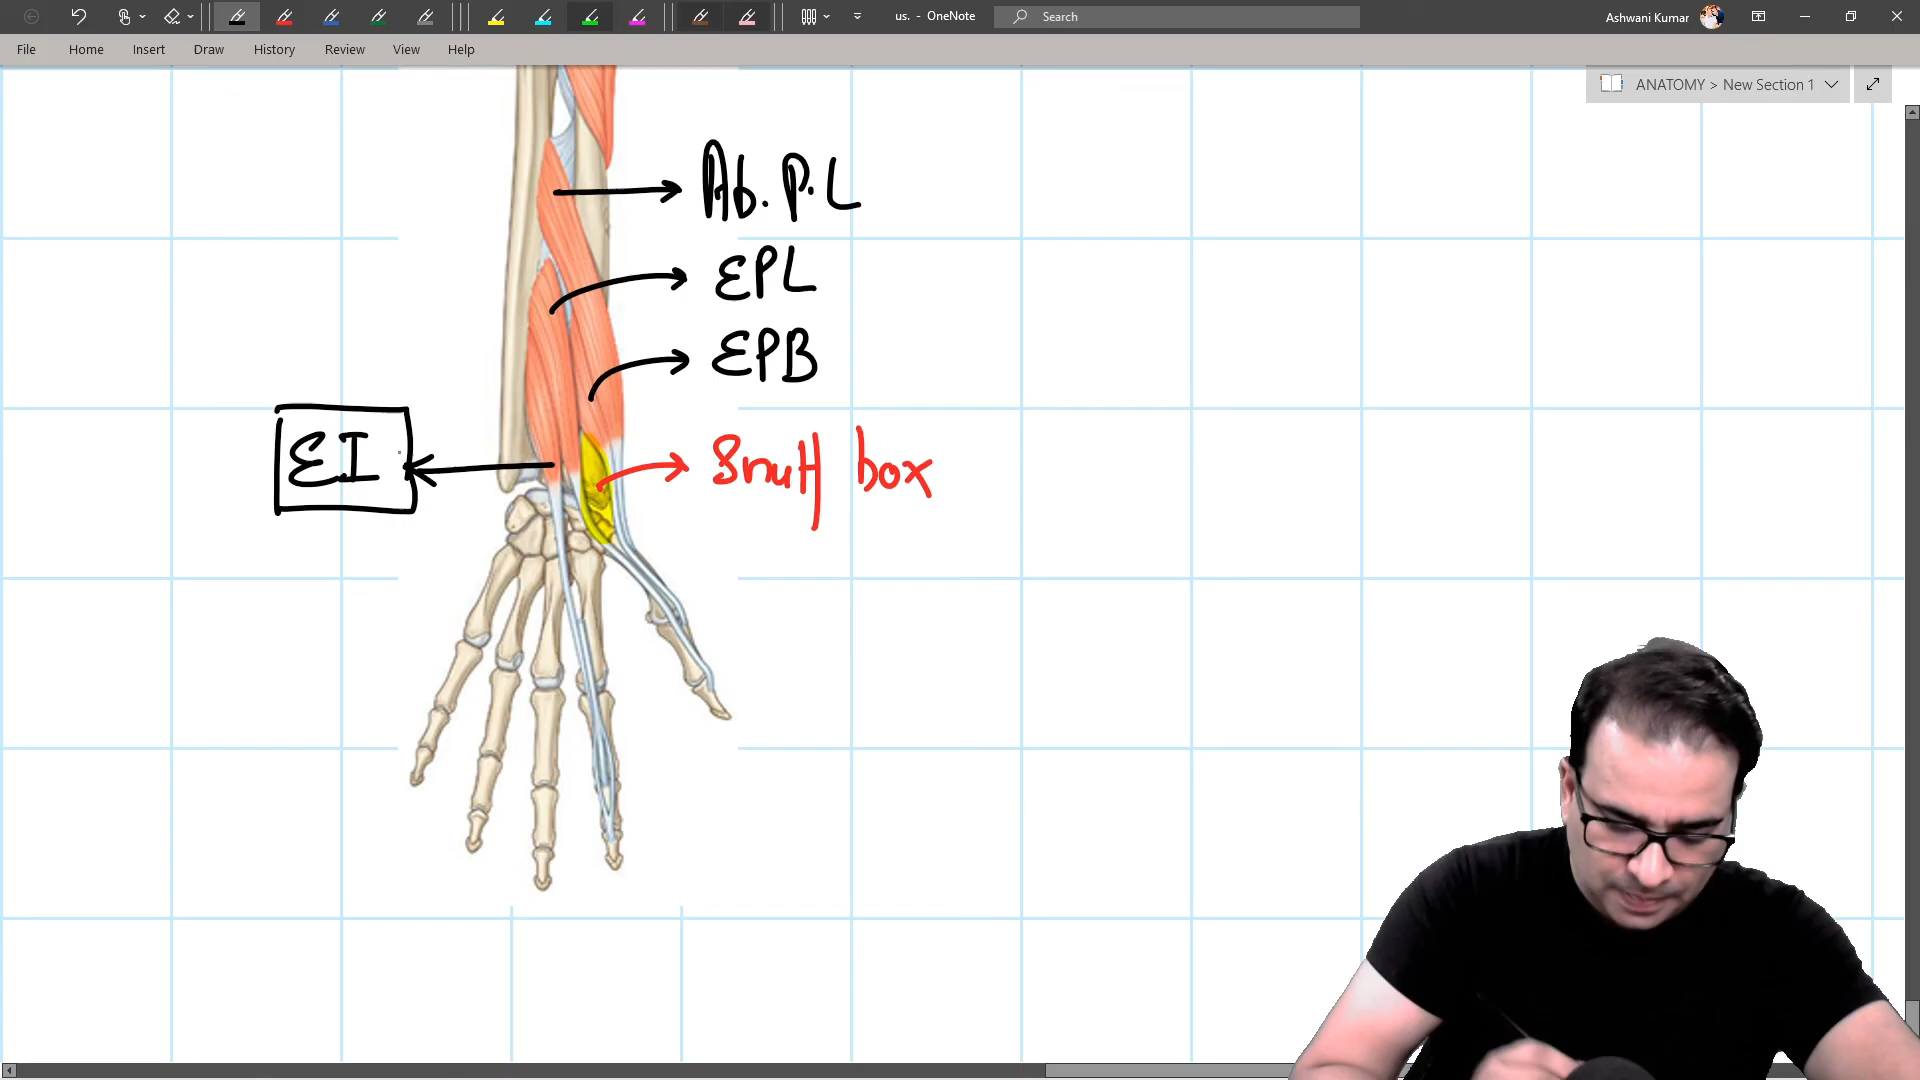 us. - OneNote
Search
Ashwani Kumar
File Home Insert Draw History Review View Help
ANATOMY > New Section 1
Ab. P. L
EPL
EPB
EI
Snuff box